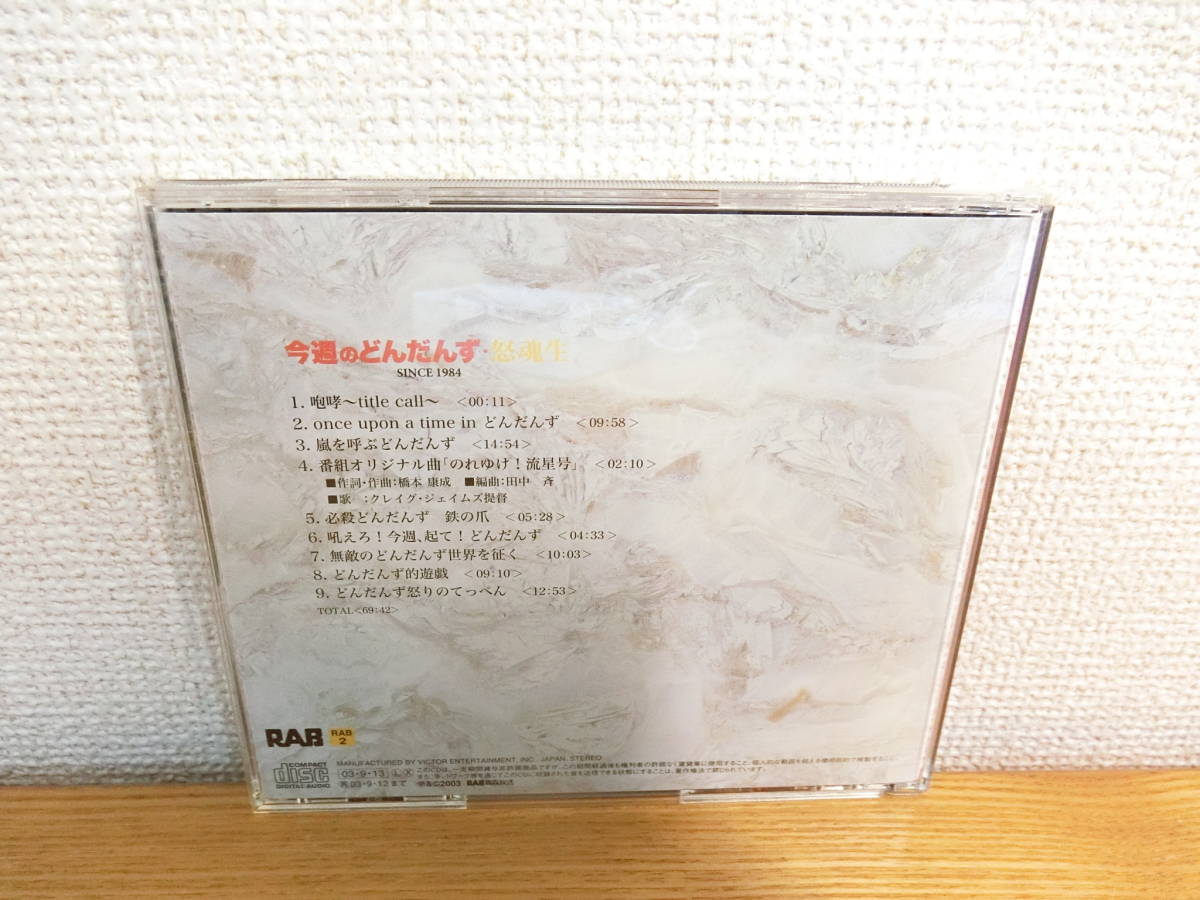 今週のどんだんず・怒魂生
SINCE 1984
1. 咆哮〜title call〜 <00:11>
2. once upon a time in どんだんず <09:58>
3. 嵐を呼ぶどんだんず <14:54>
4. 番組オリジナル曲「のれゆけ!流星号」 <02:10>
■作詞・作曲:橋本 康成 ■編曲:田中 斉
■歌 ;クレイグ・ジェイムズ提督
5. 必殺どんだんず 鉄の爪 <05:28>
6. 吼えろ!今週、起て!どんだんず <04:33>
7. 無敵のどんだんず世界を征く <10:03>
8. どんだんず的遊戯 <09:10>
9. どんだんず怒りのてっぺん <12:53>
TOTAL<69:42>
RAB RAB 2
MANUFACTURED BY VICTOR ENTERTAINMENT, INC. JAPAN. STEREO
COMPACT disc DIGITAL AUDIO
03・9・13 L X
03・9・12まで ℗&©2003 RAB